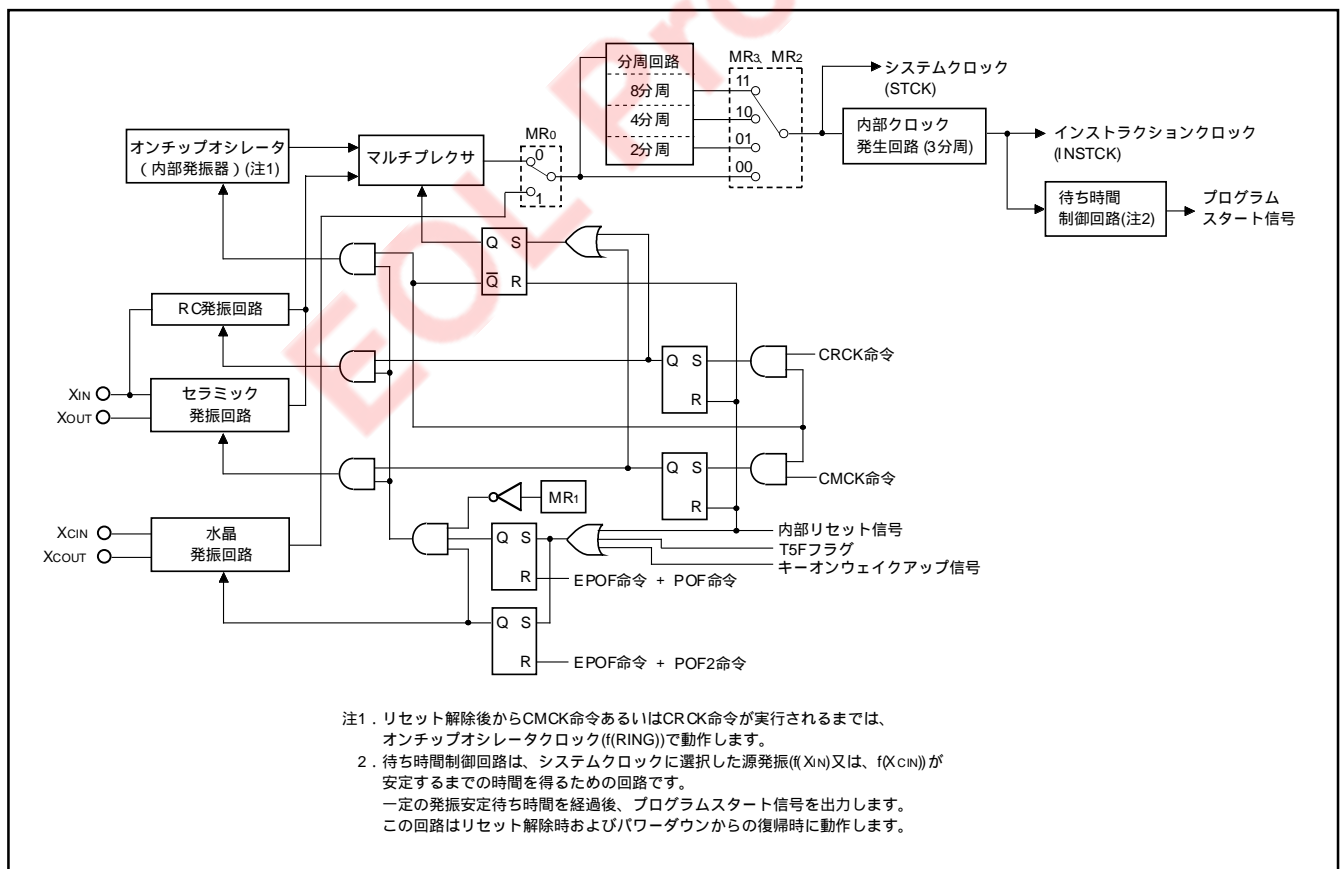 EOL Pro
分周回路
8分周
4分周
2分周
MR3、MR2
11
10
01
00
システムクロック
(STCK)
内部クロック
発生回路 (3分周)
インストラクションクロック
(INSTCK)
待ち時間
制御回路(注2)
プログラム
スタート信号
オンチップオシレータ
(内部発振器)(注1)
マルチプレクサ
MR0
0
1
Q S
Q R
RC発振回路
XIN
XOUT
セラミック
発振回路
Q S
R
CRCK命令
Q S
R
CMCK命令
MR1
XCIN
XCOUT
水晶
発振回路
Q S
R
内部リセット信号
T5Fフラグ
キーオンウェイクアップ信号
EPOF命令 + POF命令
Q S
R
EPOF命令 + POF2命令
注1.リセット解除後からCMCK命令あるいはCRCK命令が実行されるまでは、
オンチップオシレータクロック(f(RING))で動作します。
2.待ち時間制御回路は、システムクロックに選択した源発振(f(XIN)又は、f(XCIN))が
安定するまでの時間を得るための回路です。
一定の発振安定待ち時間を経過後、プログラムスタート信号を出力します。
この回路はリセット解除時およびパワーダウンからの復帰時に動作します。